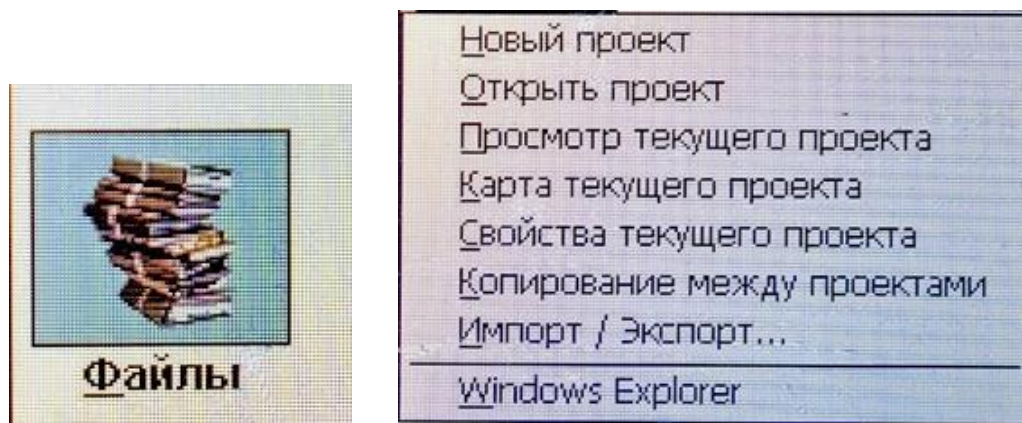 Файлы
Новый проект
Открыть проект
Просмотр текущего проекта
Карта текущего проекта
Свойства текущего проекта
Копирование между проектами
Импорт / Экспорт...
Windows Explorer